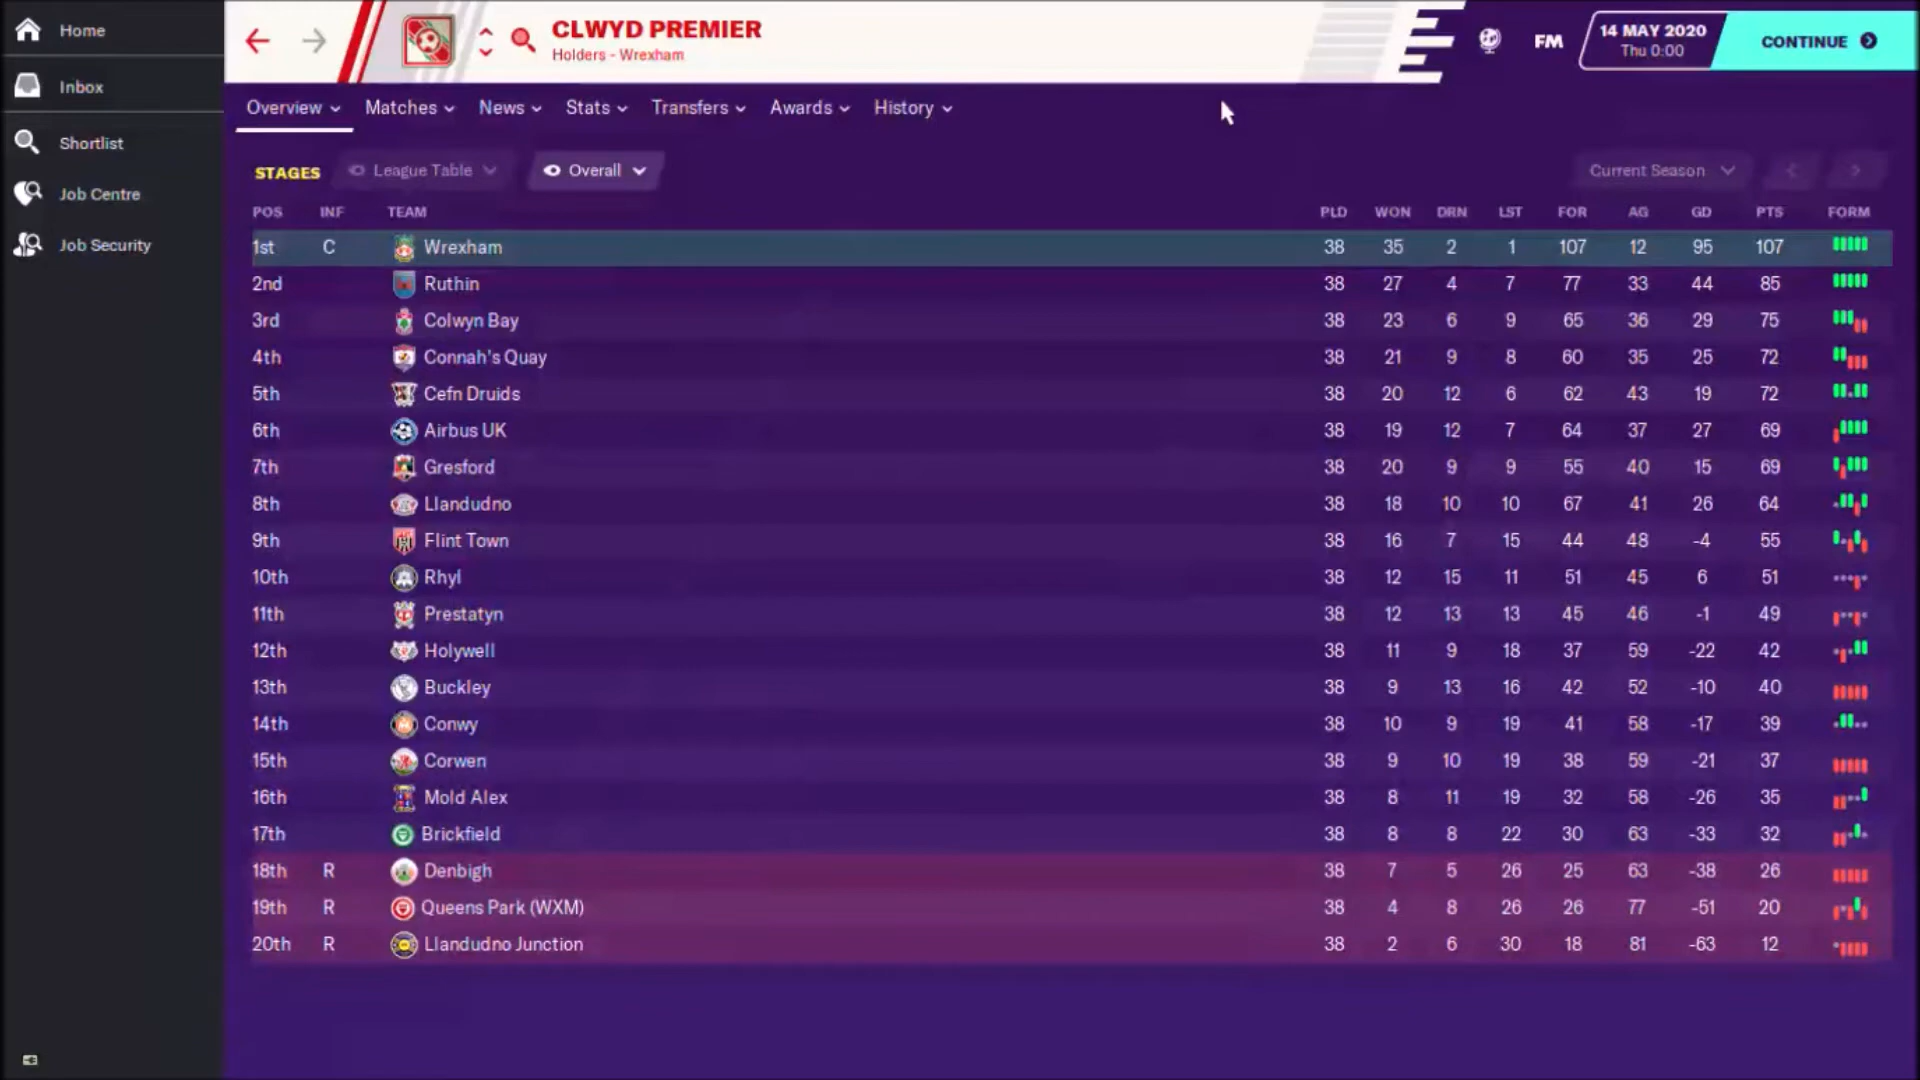 Home
Inbox
Shortlist
Job Centre
Job Security
CLWYD PREMIER
Holders - Wrexham
FM
14 MAY 2020
Thu 0:00
CONTINUE
Overview Matches News Stats Transfers Awards History
STAGES League Table Overall Current Season
POS INF TEAM PLD WON DRN LST FOR AG GD PTS FORM
1st C Wrexham 38 35 2 1 107 12 95 107
2nd Ruthin 38 27 4 7 77 33 44 85
3rd Colwyn Bay 38 23 6 9 65 36 29 75
4th Connah's Quay 38 21 9 8 60 35 25 72
5th Cefn Druids 38 20 12 6 62 43 19 72
6th Airbus UK 38 19 12 7 64 37 27 69
7th Gresford 38 20 9 9 55 40 15 69
8th Llandudno 38 18 10 10 67 41 26 64
9th Flint Town 38 16 7 15 44 48 -4 55
10th Rhyl 38 12 15 11 51 45 6 51
11th Prestatyn 38 12 13 13 45 46 -1 49
12th Holywell 38 11 9 18 37 59 -22 42
13th Buckley 38 9 13 16 42 52 -10 40
14th Conwy 38 10 9 19 41 58 -17 39
15th Corwen 38 9 10 19 38 59 -21 37
16th Mold Alex 38 8 11 19 32 58 -26 35
17th Brickfield 38 8 8 22 30 63 -33 32
18th R Denbigh 38 7 5 26 25 63 -38 26
19th R Queens Park (WXM) 38 4 8 26 26 77 -51 20
20th R Llandudno Junction 38 2 6 30 18 81 -63 12